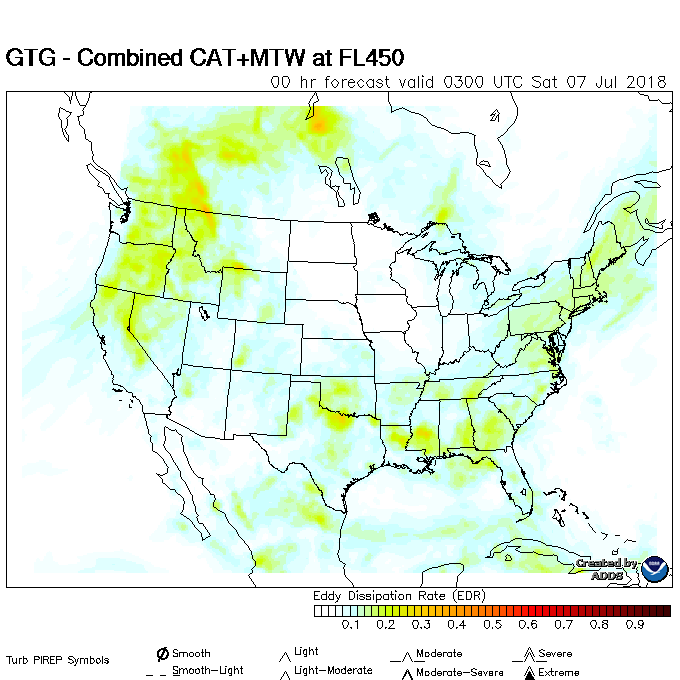 GTG - Combined CAT+MTW at FL450
00 hr forecast valid 0300 UTC Sat 07 Jul 2018
Created by
ADDS
Eddy Dissipation Rate (EDR)
0.1 0.2 0.3 0.4 0.5 0.6 0.7 0.8 0.9
Turb PIREP Symbols
Smooth Light Moderate Severe
Smooth-Light Light-Moderate Moderate-Severe Extreme